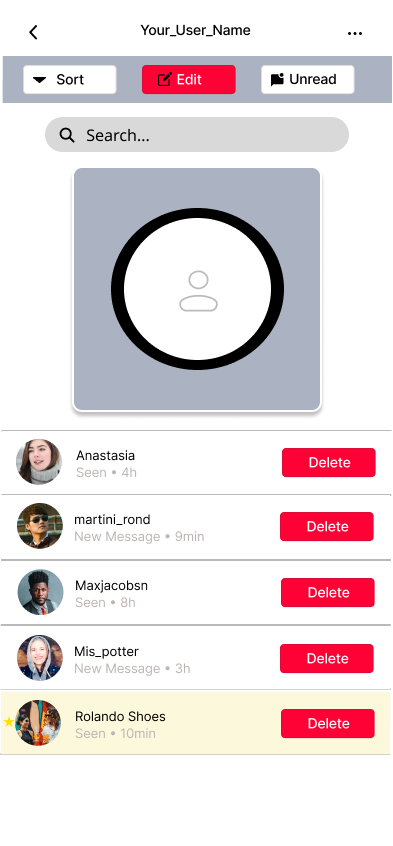 Your_User_Name
Sort
Edit
Unread
Search...
Anastasia
Seen • 4h
Delete
martini_rond
New Message • 9min
Delete
Maxjacobsn
Seen • 8h
Delete
Mis_potter
New Message • 3h
Delete
Rolando Shoes
Seen • 10min
Delete